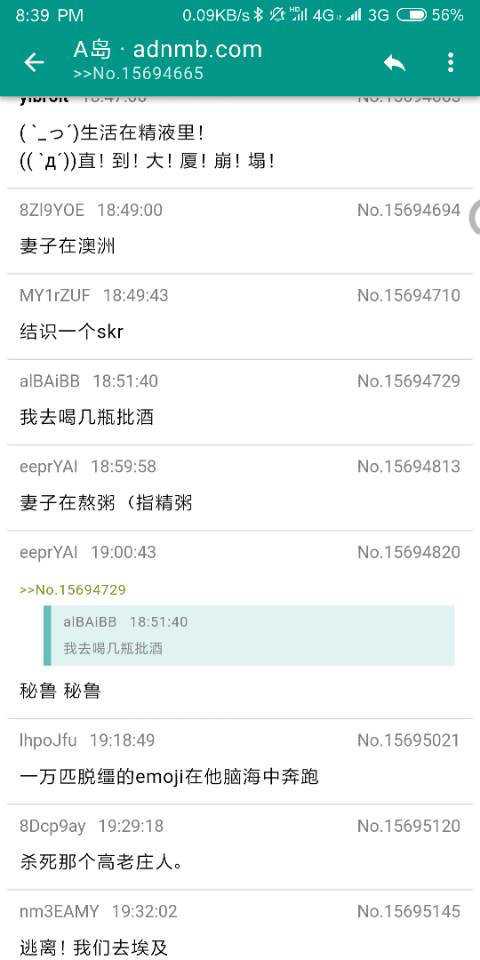 8:39 PM 0.09KB/s HD 4G 3G 56%
A岛 · adnmb.com
>>No.15694665
( `_っ´)生活在精液里！
(( `д´))直！到！大！厦！崩！塌！
8Zl9YOE 18:49:00 No.15694694
妻子在澳洲
MY1rZUF 18:49:43 No.15694710
结识一个skr
alBAiBB 18:51:40 No.15694729
我去喝几瓶批酒
eeprYAl 18:59:58 No.15694813
妻子在熬粥（指精粥
eeprYAl 19:00:43 No.15694820
>>No.15694729
alBAiBB 18:51:40
我去喝几瓶批酒
秘鲁 秘鲁
lhpoJfu 19:18:49 No.15695021
一万匹脱缰的emoji在他脑海中奔跑
8Dcp9ay 19:29:18 No.15695120
杀死那个高老庄人。
nm3EAMY 19:32:02 No.15695145
逃离！我们去埃及